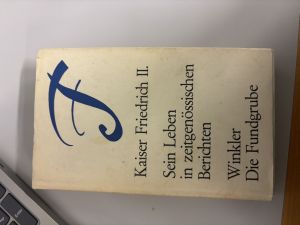 F
Kaiser Friedrich II.
Sein Leben
in zeitgenössischen
Berichten
Winkler
Die Fundgrube